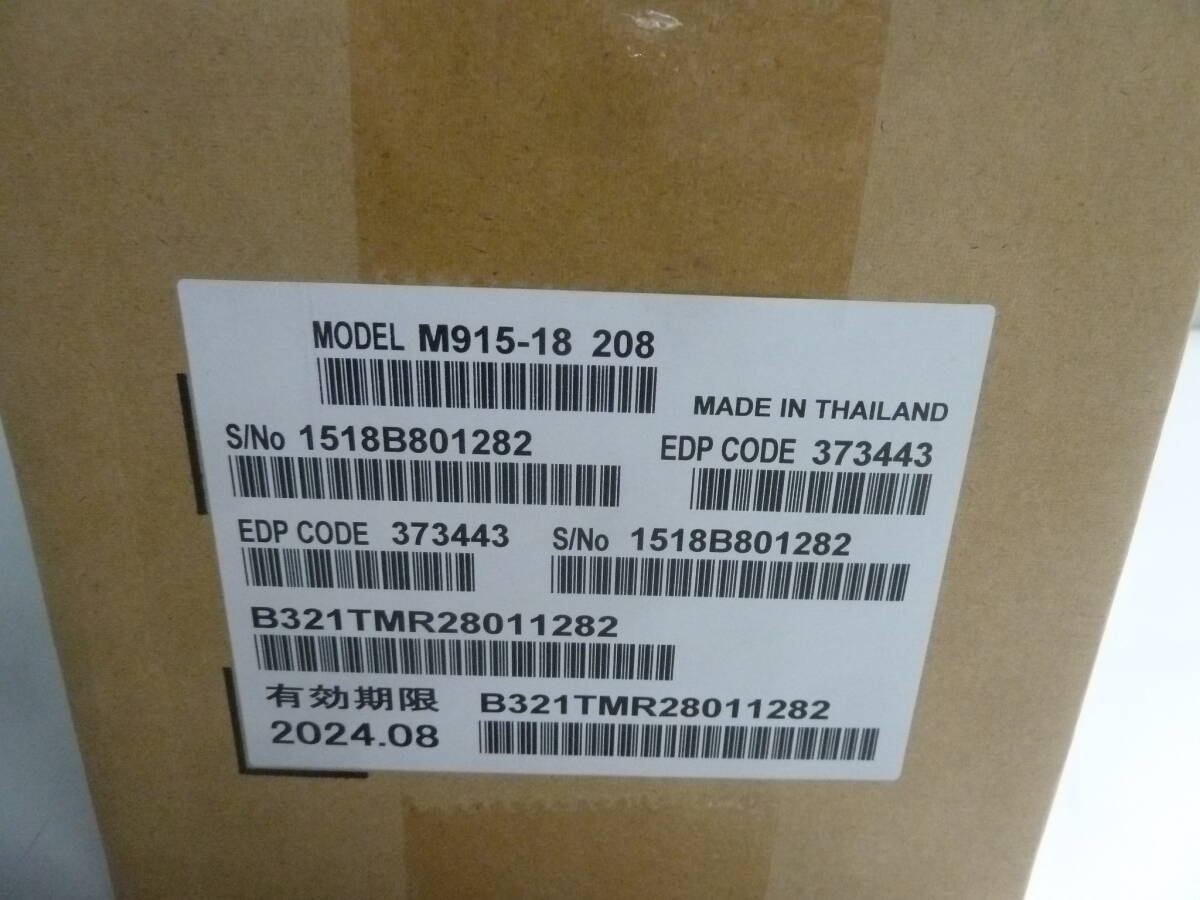 MODEL M915-18 208
MADE IN THAILAND
S/No 1518B801282
EDP CODE 373443
EDP CODE 373443
S/No 1518B801282
B321TMR28011282
有効期限
2024.08
B321TMR28011282